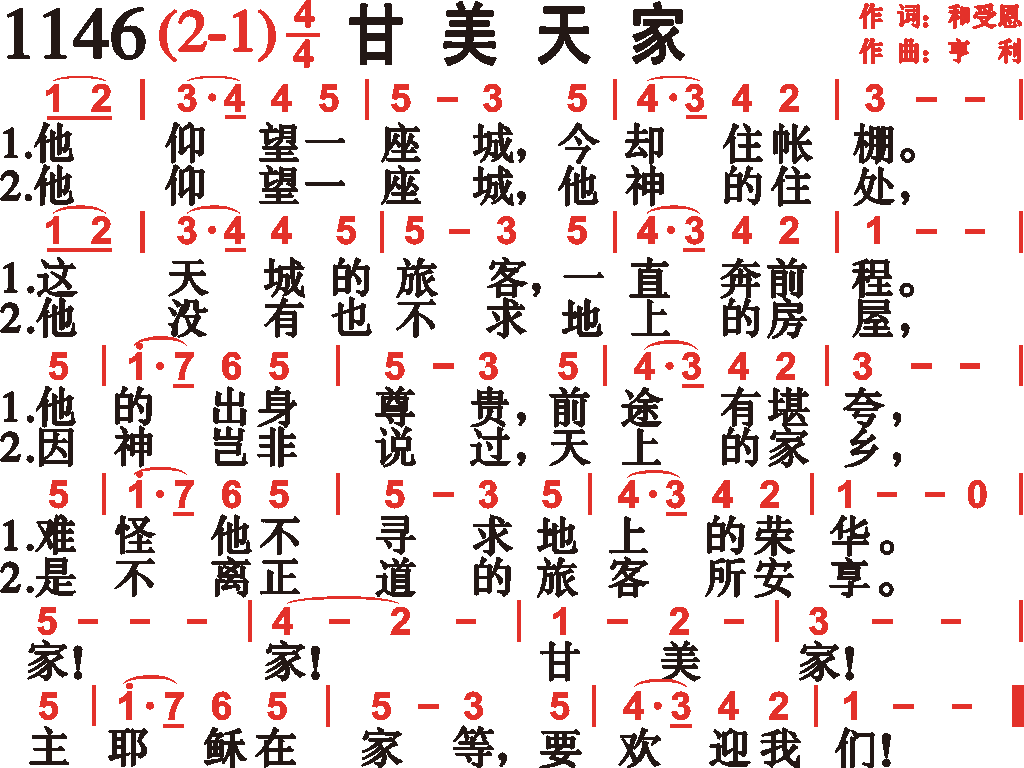 1146 (2-1) 4/4 甘美天家 作 词：和受恩
作 曲：亨 利
1 2 | 3·4 4 5 | 5 － 3 5 | 4·3 4 2 | 3 － － |
1.他仰望一座城，今却住帐棚。
2.他仰望一座城，他神的住处，
1 2 | 3·4 4 5 | 5 － 3 5 | 4·3 4 2 | 1 － － |
1.这天城的旅客，一直奔前程。
2.他没有也不求地上的房屋，
5 | i·7 6 5 | 5 － 3 5 | 4·3 4 2 | 3 － － |
1.他的出身尊贵，前途有堪夸，
2.因神岂非说过，天上的家乡，
5 | i·7 6 5 | 5 － 3 5 | 4·3 4 2 | 1 － － 0
1.难怪他不寻求地上的荣华。
2.是不离正道的旅客所安享。
5 － － － | 4 － 2 － | 1 － 2 － | 3 － － |
家！家！甘美家！
5 | i·7 6 5 | 5 － 3 5 | 4·3 4 2 | 1 － －
主耶稣在家等，要欢迎我们！